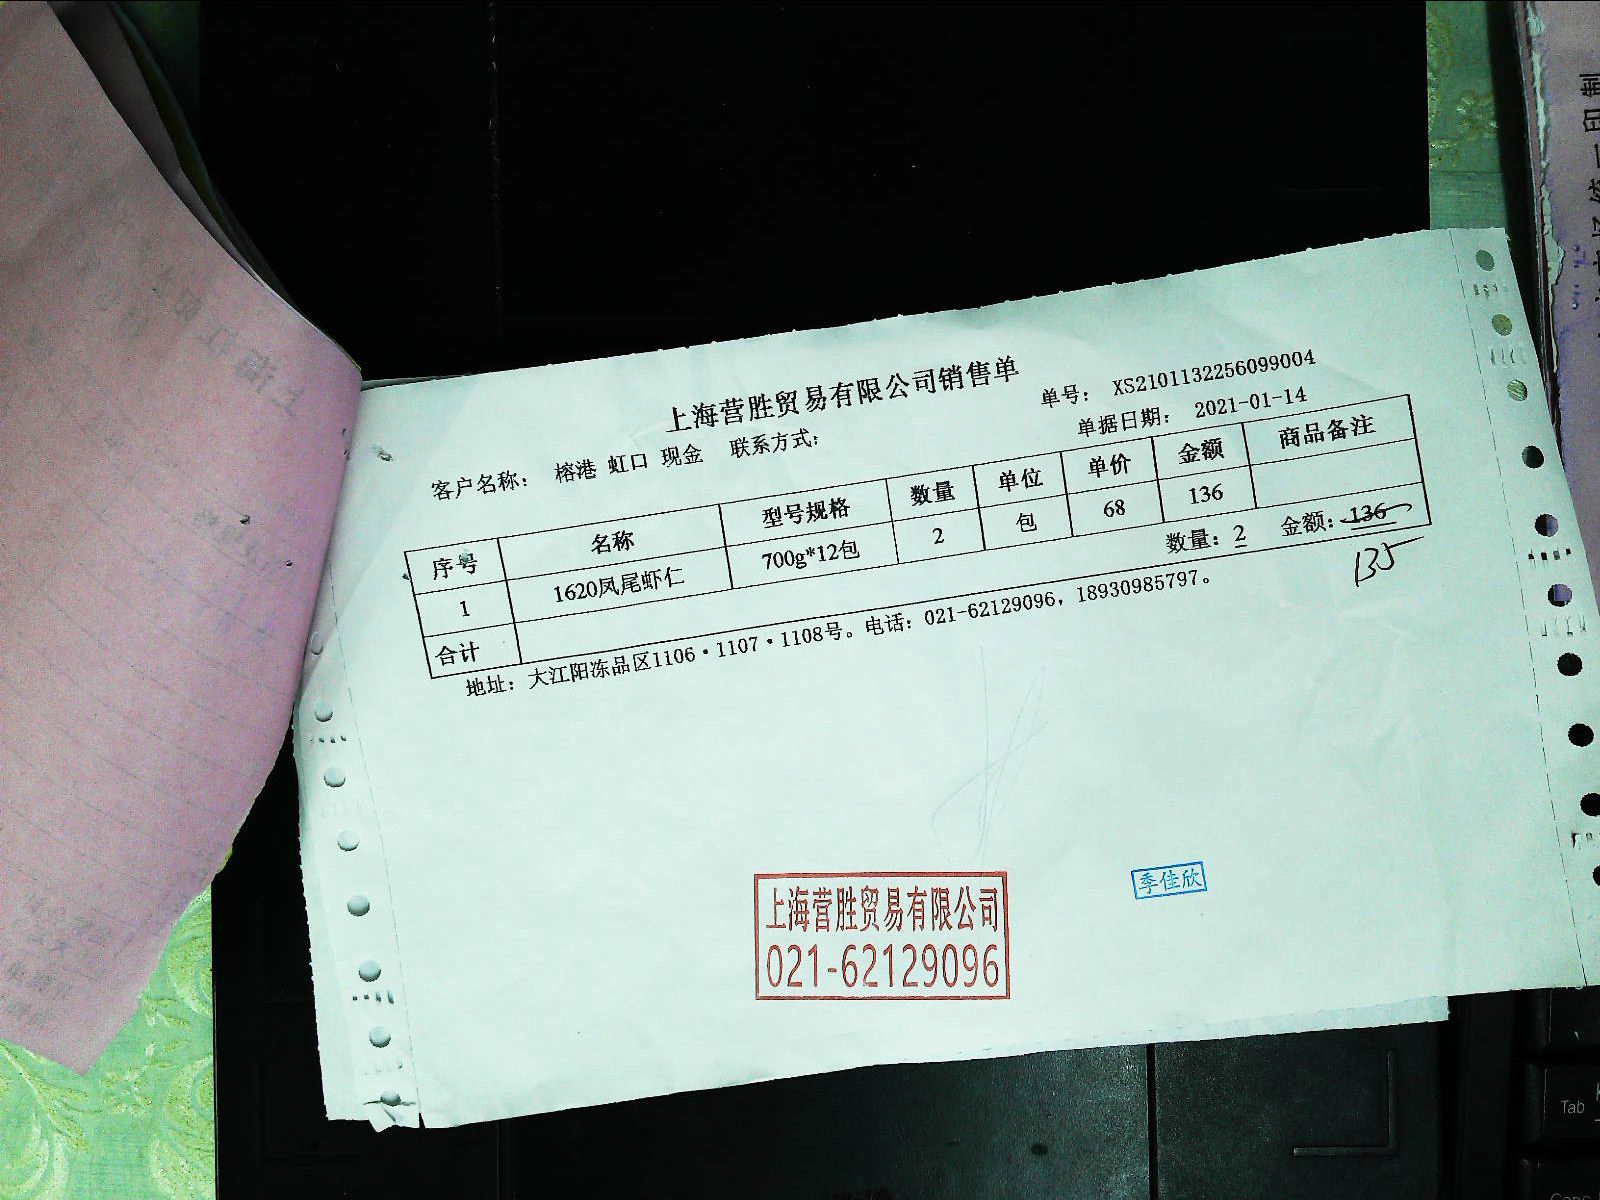 上海营胜贸易有限公司销售单
单号： XS2101132256099004
客户名称： 榕港 虹口 现金 联系方式：
单据日期： 2021-01-14
序号 名称 型号规格 数量 单位 单价 金额 商品备注
1 1620凤尾虾仁 700g*12包 2 包 68 136
合计 数量：2 金额：136
135
地址：大江阳冻品区1106·1107·1108号。电话：021-62129096，18930985797。
上海营胜贸易有限公司
021-62129096
季佳欣
Tab